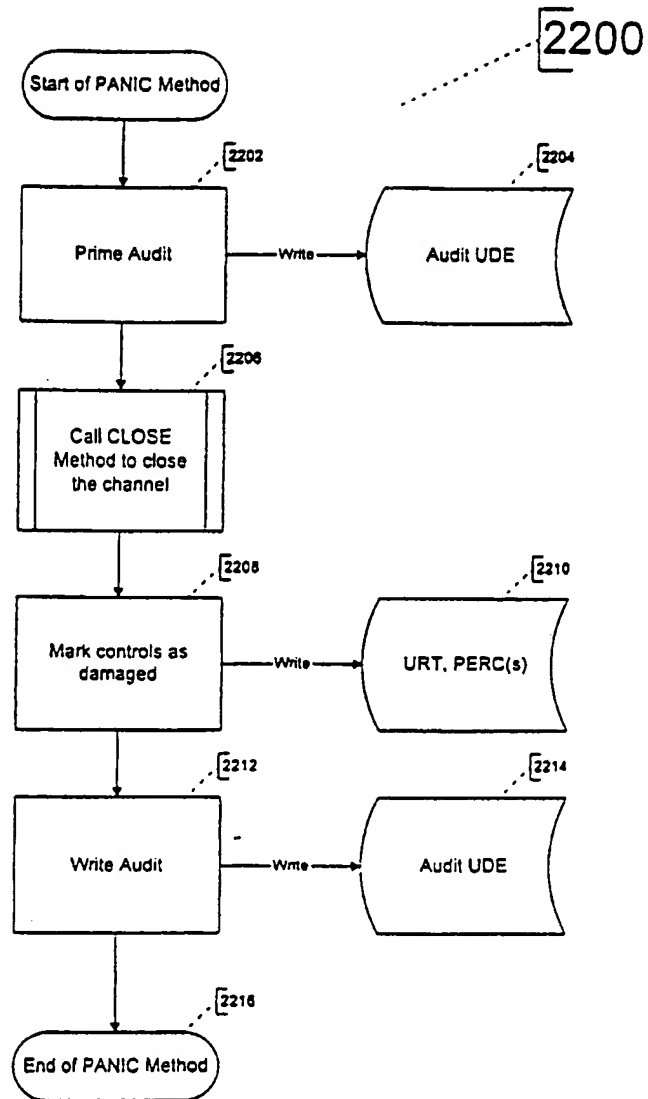 2200
Start of PANIC Method
2202
2204
Prime Audit
Write
Audit UDE
2206
Call CLOSE
Method to close
the channel
2208
2210
Mark controls as
damaged
Write
URT, PERC(s)
2212
2214
Write Audit
Write
Audit UDE
2216
End of PANIC Method